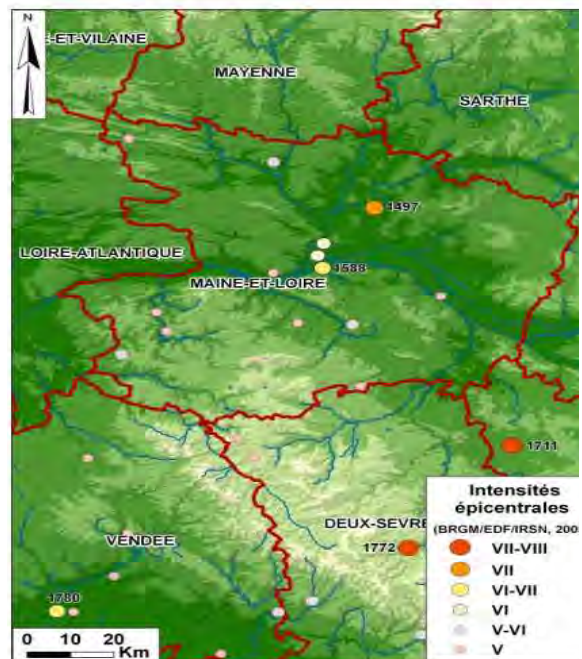 N
E-ET-VILAINE
MAYENNE
SARTHE
1497
LOIRE-ATLANTIQUE
1588
MAINE-ET-LOIRE
1711
Intensités
épicentrales
(BRGM/EDF/IRSN, 200
DEUX-SEVRE
VII-VIII
1772
VENDEE
VII
VI-VII
1780
VI
V-VI
0 10 20
Km
V